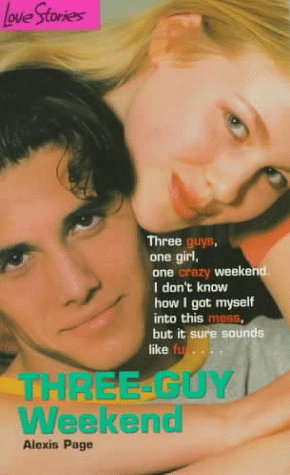 Love Stories
Three guys,
one girl,
one crazy weekend.
I don't know
how I got myself
into this mess,
but it sure sounds
like fun....
THREE-GUY
Weekend
Alexis Page